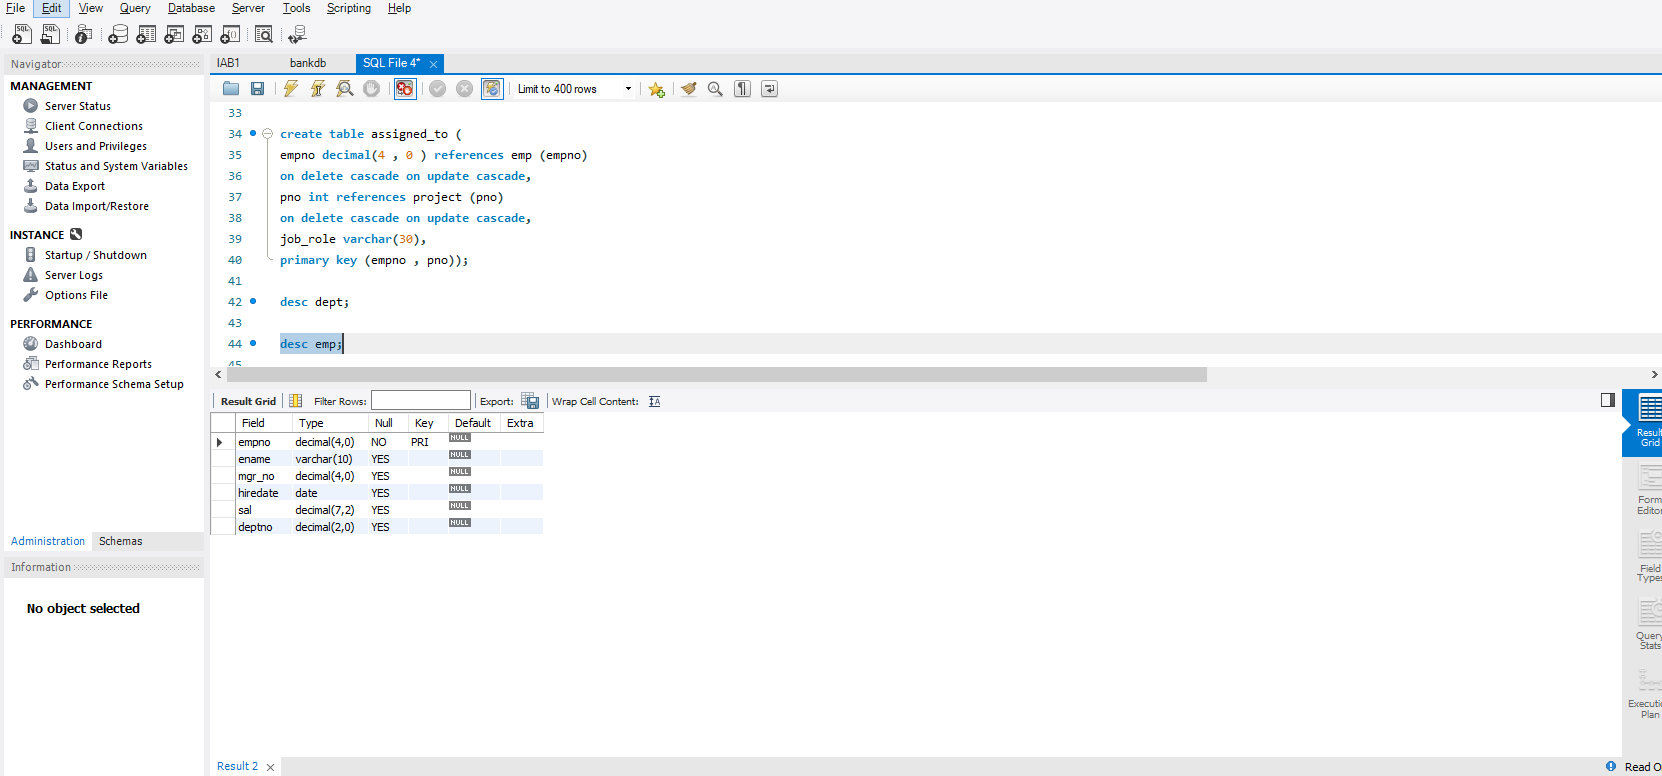 File Edit View Query Database Server Tools Scripting Help
Navigator
MANAGEMENT
Server Status
Client Connections
Users and Privileges
Status and System Variables
Data Export
Data Import/Restore
INSTANCE
Startup / Shutdown
Server Logs
Options File
PERFORMANCE
Dashboard
Performance Reports
Performance Schema Setup
Administration Schemas
Information
No object selected
IAB1 bankdb SQL File 4*
Limit to 400 rows
33
34 create table assigned_to (
35 empno decimal(4 , 0 ) references emp (empno)
36 on delete cascade on update cascade,
37 pno int references project (pno)
38 on delete cascade on update cascade,
39 job_role varchar(30),
40 primary key (empno , pno));
41
42 desc dept;
43
44 desc emp;
45
Result Grid Filter Rows: Export: Wrap Cell Content:
Field Type Null Key Default Extra
empno decimal(4,0) NO PRI NULL
ename varchar(10) YES NULL
mgr_no decimal(4,0) YES NULL
hiredate date YES NULL
sal decimal(7,2) YES NULL
deptno decimal(2,0) YES NULL
Result
Grid
Form
Editor
Field
Types
Query
Stats
Executi
Plan
Result 2
Read O